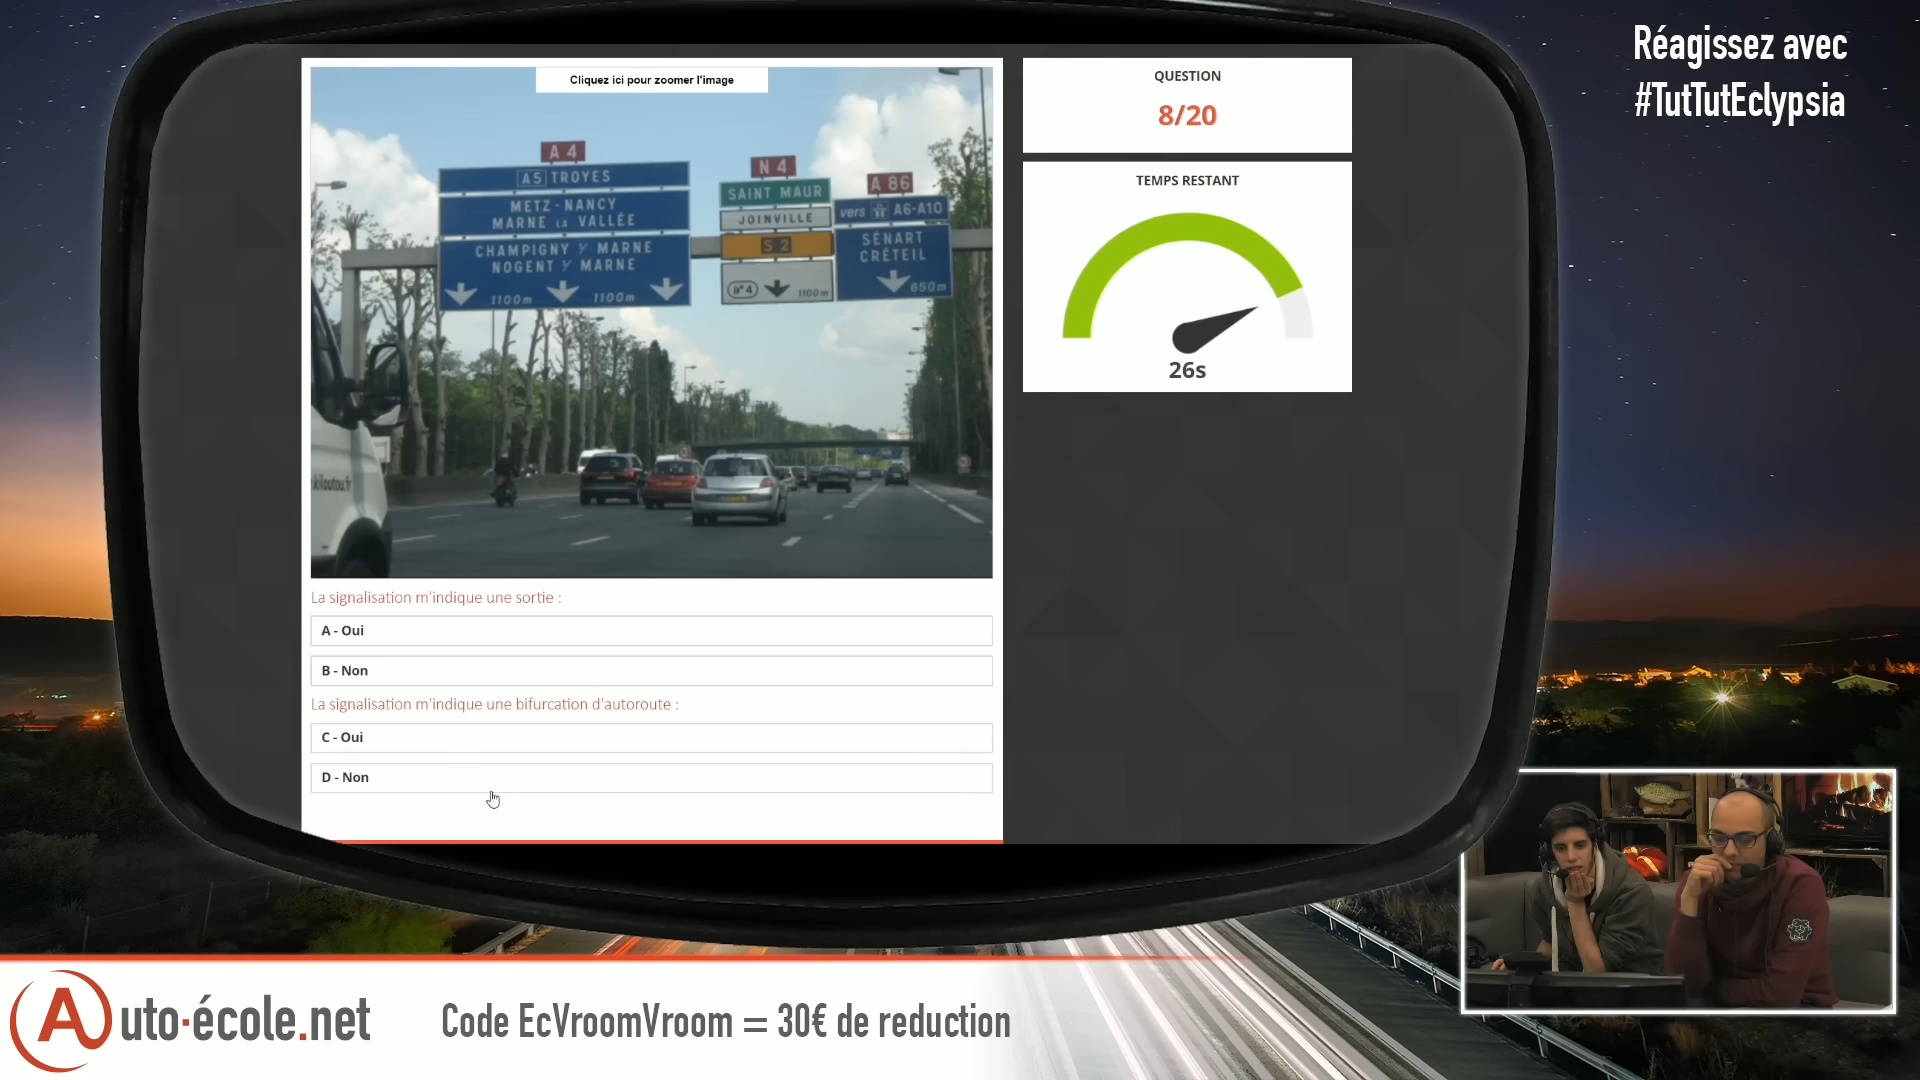 Réagissez avec
#TutTutEclypsia
Cliquez ici pour zoomer l'image
A 4
A5 TROYES
METZ - NANCY
MARNE LA VALLÉE
CHAMPIGNY S/ MARNE
NOGENT S/ MARNE
1100m 1100m
N 4
SAINT MAUR
JOINVILLE
S 2
N° 4 1100m
A 86
vers A6-A10
SÉNART
CRÉTEIL
650m
kiloutou.fr
QUESTION
8/20
TEMPS RESTANT
26s
La signalisation m'indique une sortie :
A - Oui
B - Non
La signalisation m'indique une bifurcation d'autoroute :
C - Oui
D - Non
Auto·école.net
Code EcVroomVroom = 30€ de reduction